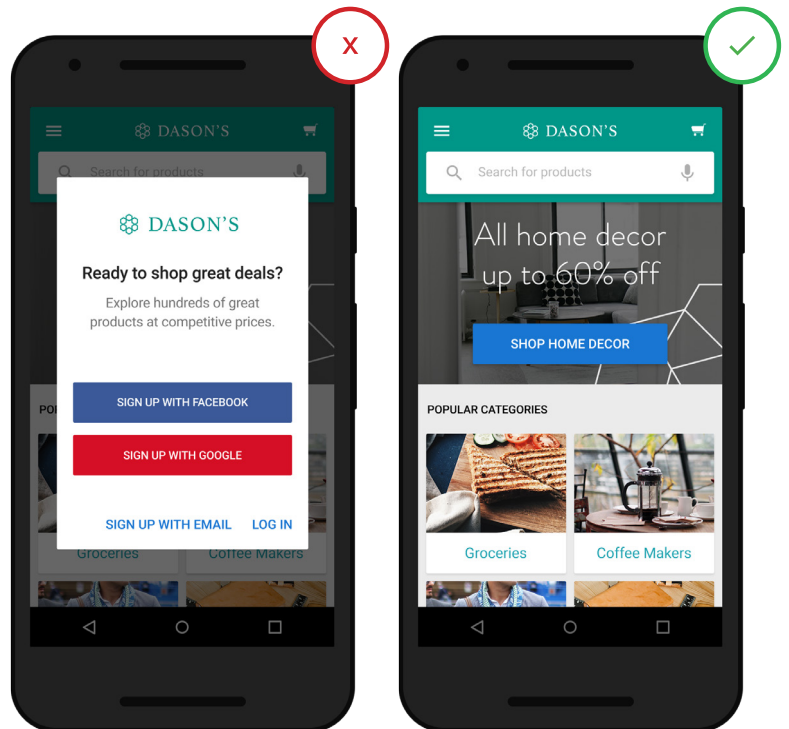 X
DASON'S
Search for products
DASON'S
Ready to shop great deals?
Explore hundreds of great
products at competitive prices.
SIGN UP WITH FACEBOOK
SIGN UP WITH GOOGLE
SIGN UP WITH EMAIL LOG IN
PO
Groceries Coffee Makers
DASON'S
Search for products
All home decor
up to 60% off
SHOP HOME DECOR
POPULAR CATEGORIES
Groceries Coffee Makers